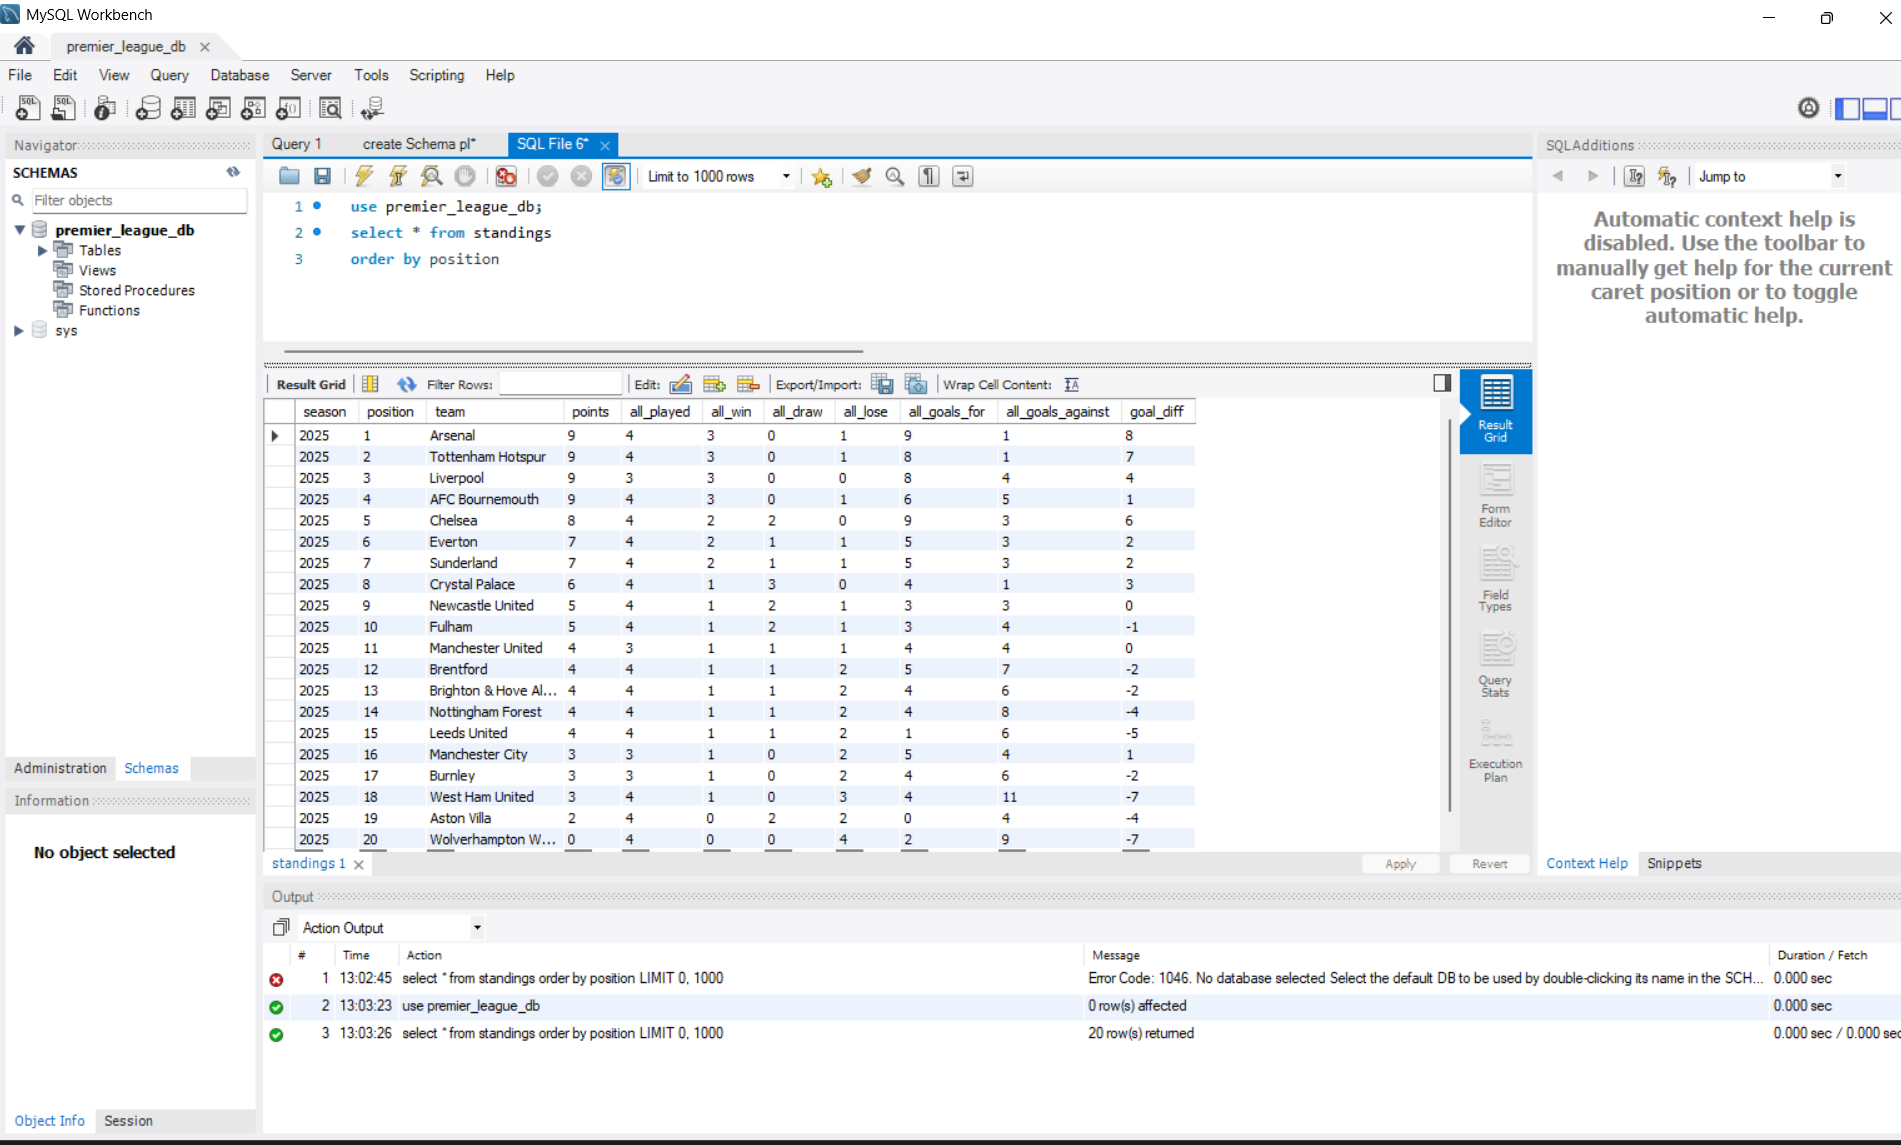 MySQL Workbench
premier_league_db
File Edit View Query Database Server Tools Scripting Help
Navigator
SCHEMAS
Filter objects
premier_league_db
Tables
Views
Stored Procedures
Functions
sys
Administration Schemas
Information
No object selected
Object Info Session
Query 1 create Schema pl* SQL File 6*
Limit to 1000 rows
1 use premier_league_db;
2 select * from standings
3 order by position
Result Grid Filter Rows: Edit: Export/Import: Wrap Cell Content:
season position team points all_played all_win all_draw all_lose all_goals_for all_goals_against goal_diff
2025 1 Arsenal 9 4 3 0 1 9 1 8
2025 2 Tottenham Hotspur 9 4 3 0 1 8 1 7
2025 3 Liverpool 9 3 3 0 0 8 4 4
2025 4 AFC Bournemouth 9 4 3 0 1 6 5 1
2025 5 Chelsea 8 4 2 2 0 9 3 6
2025 6 Everton 7 4 2 1 1 5 3 2
2025 7 Sunderland 7 4 2 1 1 5 3 2
2025 8 Crystal Palace 6 4 1 3 0 4 1 3
2025 9 Newcastle United 5 4 1 2 1 3 3 0
2025 10 Fulham 5 4 1 2 1 3 4 -1
2025 11 Manchester United 4 3 1 1 1 4 4 0
2025 12 Brentford 4 4 1 1 2 5 7 -2
2025 13 Brighton & Hove Al... 4 4 1 1 2 4 6 -2
2025 14 Nottingham Forest 4 4 1 1 2 4 8 -4
2025 15 Leeds United 4 4 1 1 2 1 6 -5
2025 16 Manchester City 3 3 1 0 2 5 4 1
2025 17 Burnley 3 3 1 0 2 4 6 -2
2025 18 West Ham United 3 4 1 0 3 4 11 -7
2025 19 Aston Villa 2 4 0 2 2 0 4 -4
2025 20 Wolverhampton W... 0 4 0 0 4 2 9 -7
Result
Grid
Form
Editor
Field
Types
Query
Stats
Execution
Plan
standings 1
Apply Revert
SQLAdditions
Jump to
Automatic context help is
disabled. Use the toolbar to
manually get help for the current
caret position or to toggle
automatic help.
Context Help Snippets
Output
Action Output
# Time Action Message Duration / Fetch
1 13:02:45 select * from standings order by position LIMIT 0, 1000 Error Code: 1046. No database selected Select the default DB to be used by double-clicking its name in the SCH... 0.000 sec
2 13:03:23 use premier_league_db 0 row(s) affected 0.000 sec
3 13:03:26 select * from standings order by position LIMIT 0, 1000 20 row(s) returned 0.000 sec / 0.000 sec